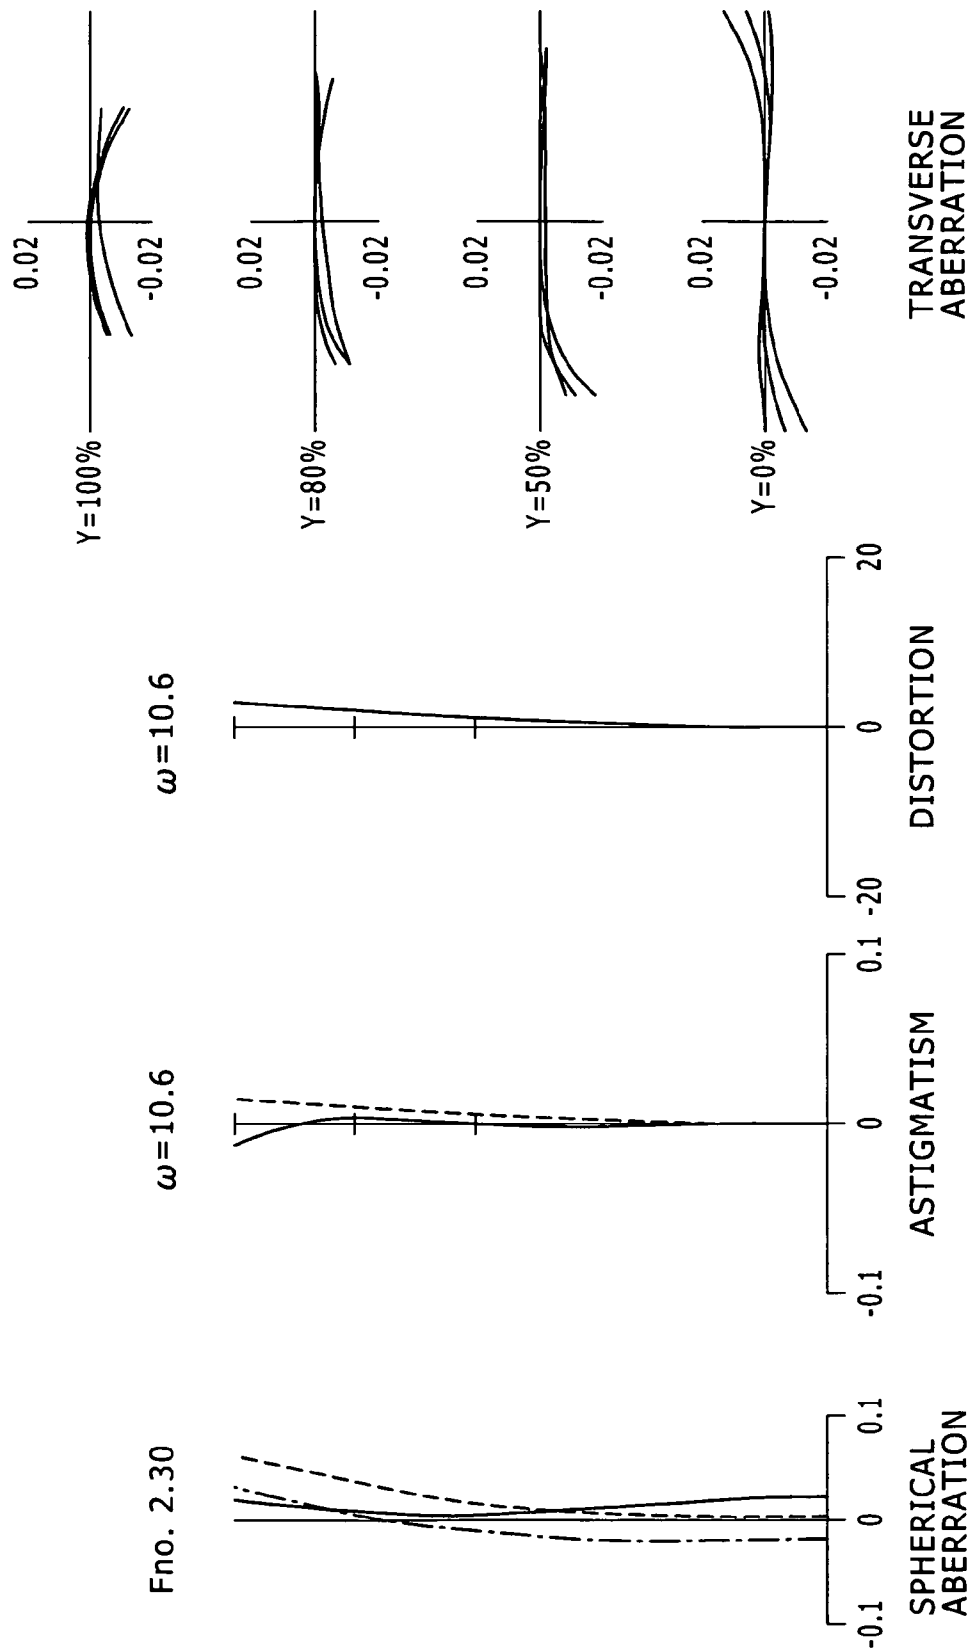 Fno. 2.30
-0.1 0 0.1
SPHERICAL
ABERRATION
ω=10.6
-0.1 0 0.1
ASTIGMATISM
ω=10.6
-20 0 20
DISTORTION
Y=100%
0.02
-0.02
Y=80%
0.02
-0.02
Y=50%
0.02
-0.02
Y=0%
0.02
-0.02
TRANSVERSE
ABERRATION